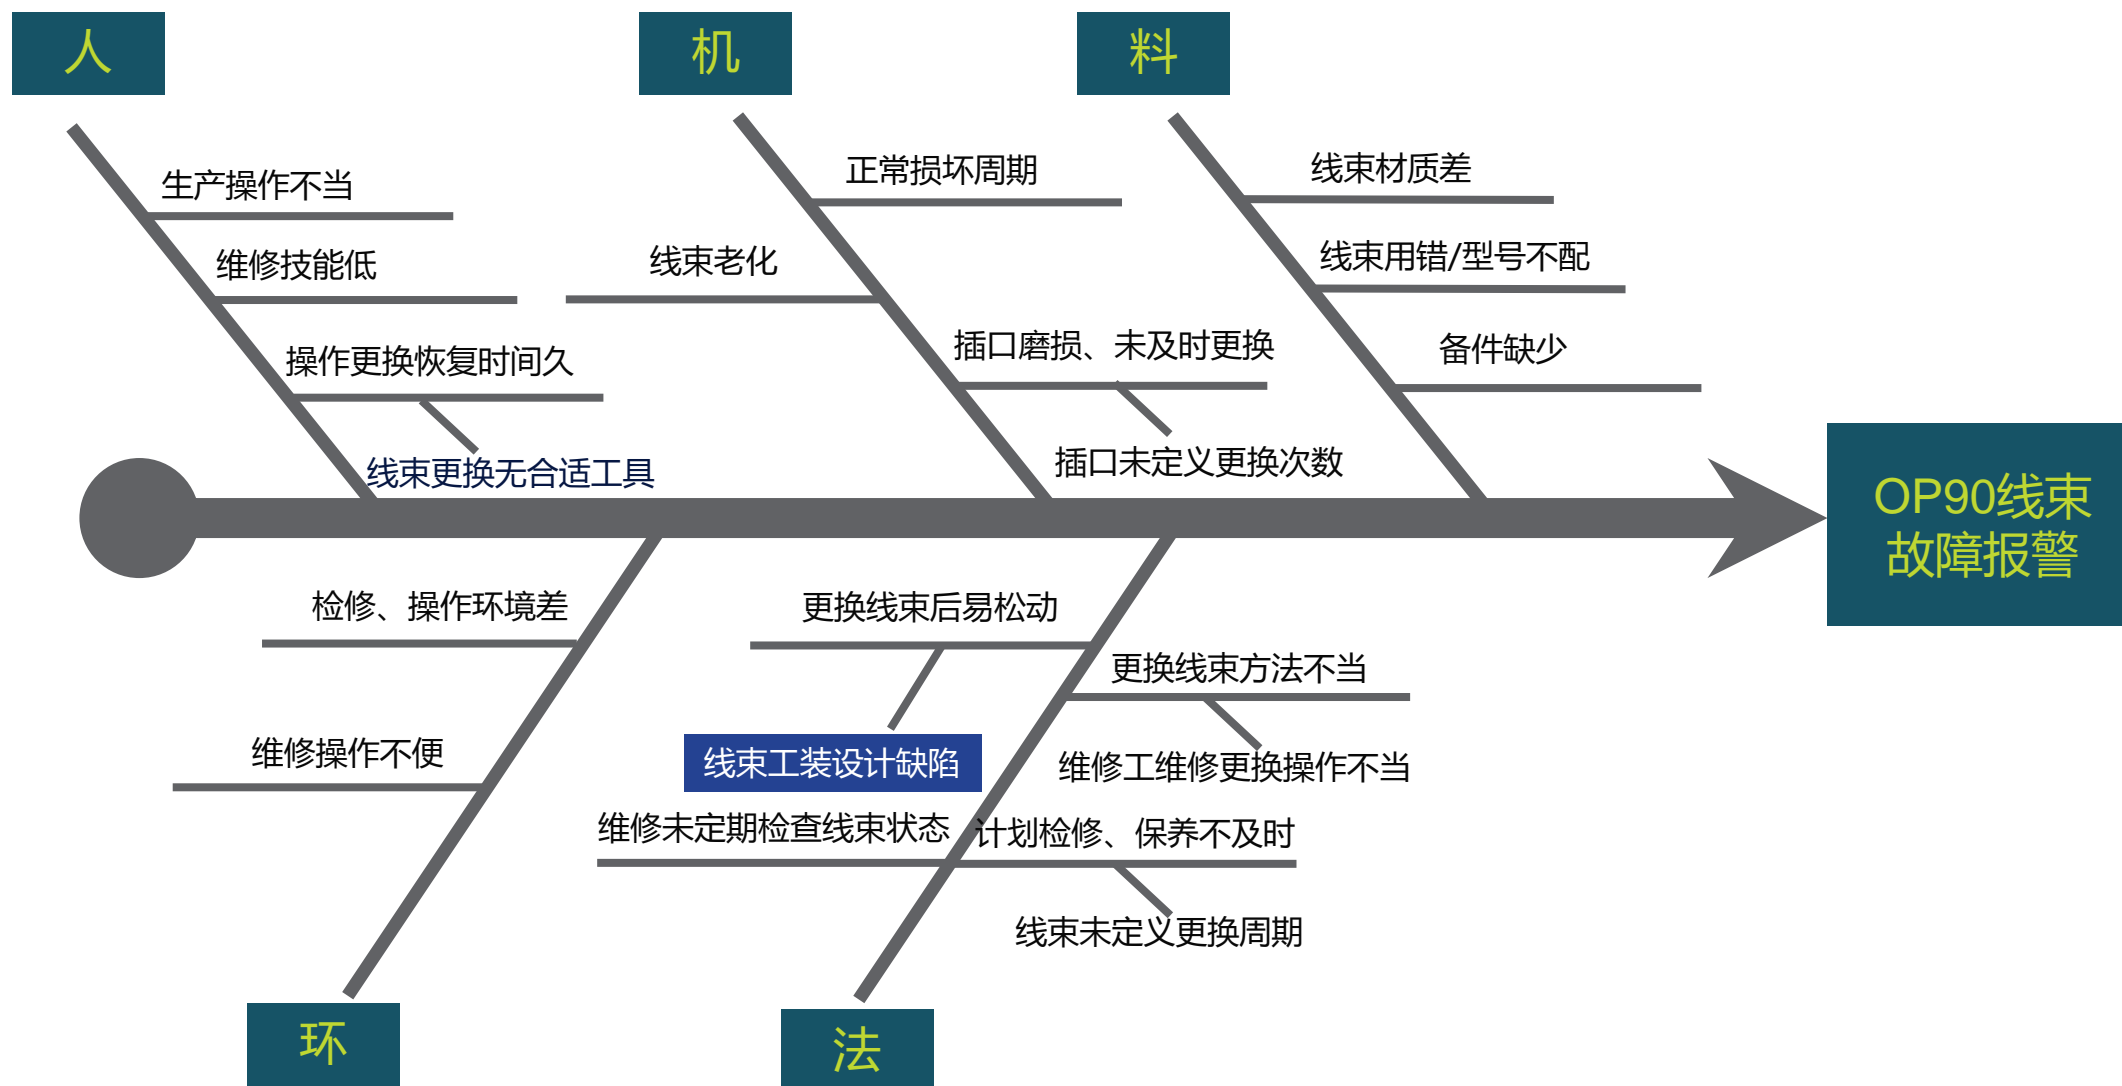 人
机
料
生产操作不当
维修技能低
操作更换恢复时间久
线束更换无合适工具
正常损坏周期
线束老化
插口磨损、未及时更换
插口未定义更换次数
线束材质差
线束用错/型号不配
备件缺少
OP90线束
故障报警
检修、操作环境差
维修操作不便
更换线束后易松动
线束工装设计缺陷
更换线束方法不当
维修工维修更换操作不当
维修未定期检查线束状态
计划检修、保养不及时
线束未定义更换周期
环
法